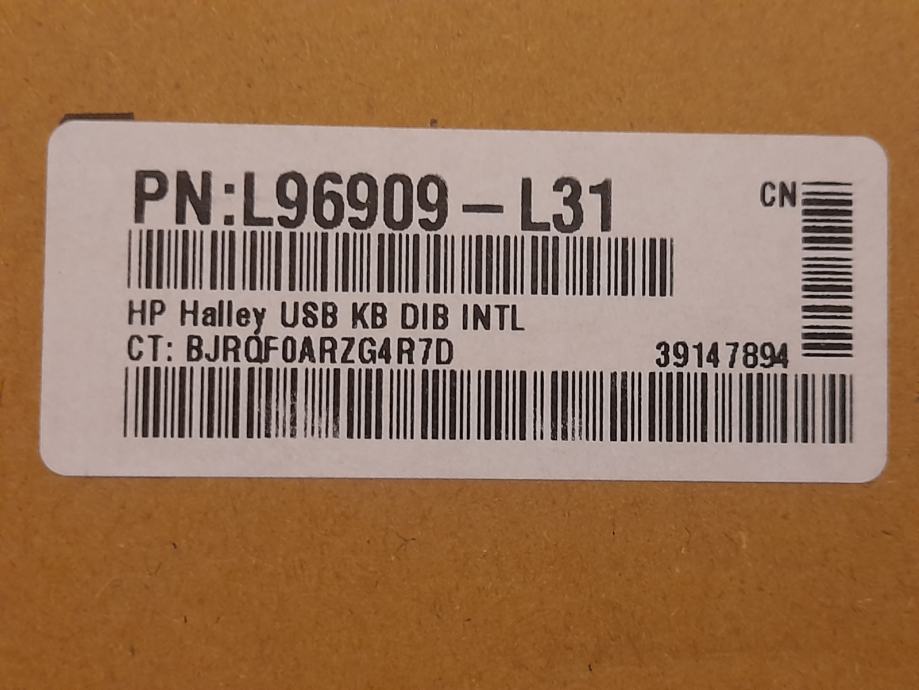 PN:L96909-L31
CN
HP Halley USB KB DIB INTL
CT: BJRQF0ARZG4R7D
39147894